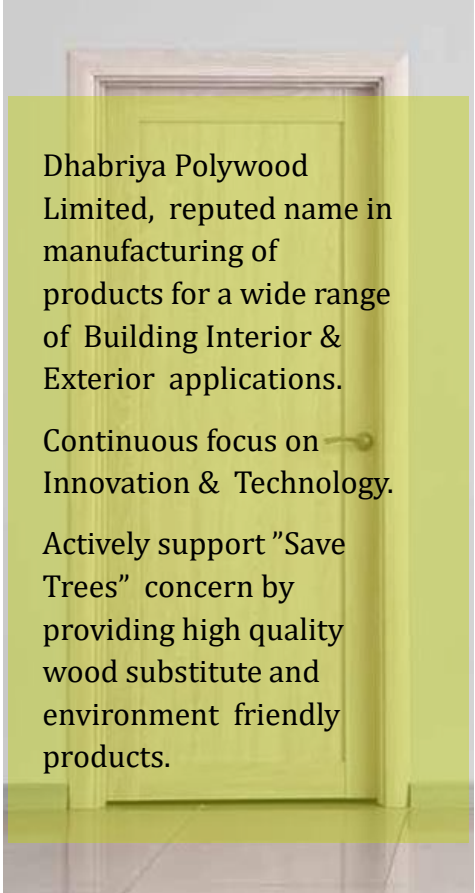 Dhabriya Polywood
Limited, reputed name in
manufacturing of
products for a wide range
of Building Interior &
Exterior applications.
Continuous focus on
Innovation & Technology.
Actively support ”Save
Trees” concern by
providing high quality
wood substitute and
environment friendly
products.